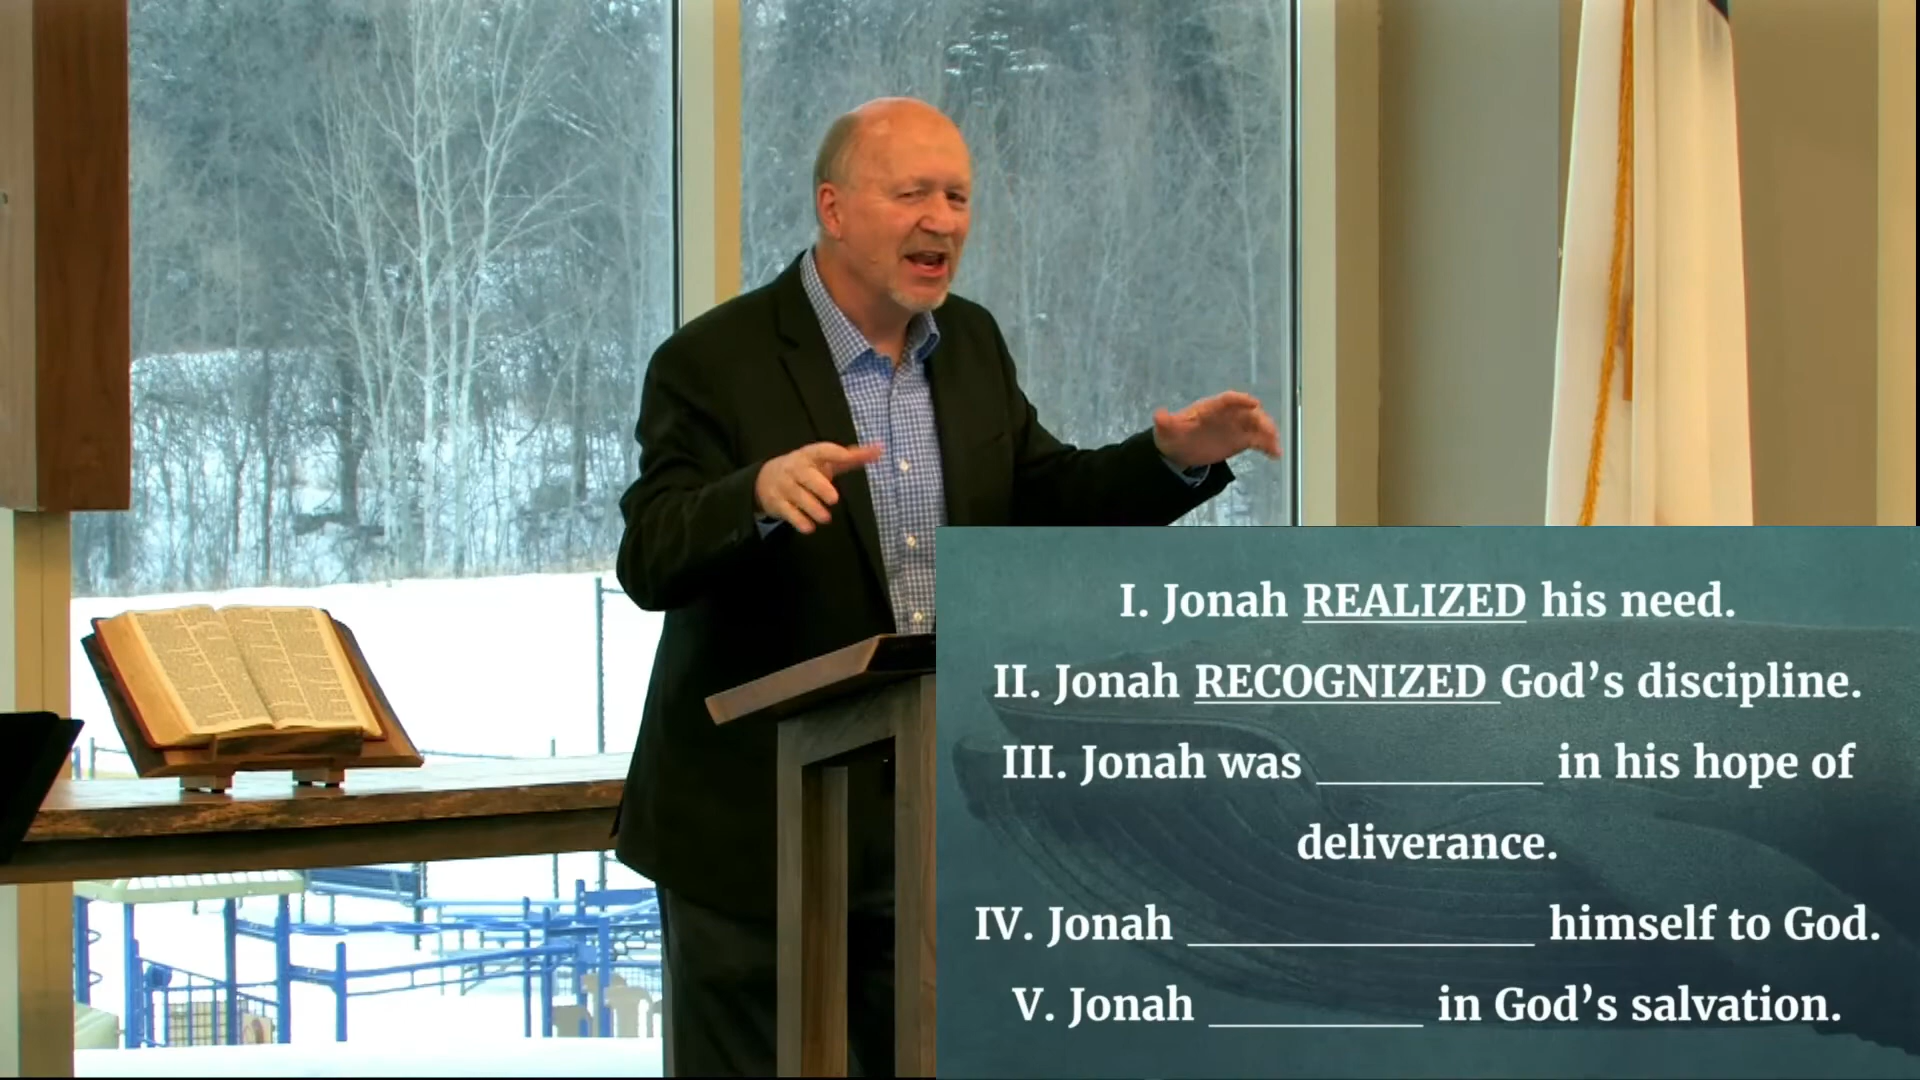 I. Jonah REALIZED his need.
II. Jonah RECOGNIZED God's discipline.
III. Jonah was __________ in his hope of
deliverance.
IV. Jonah _______________ himself to God.
V. Jonah _________ in God's salvation.